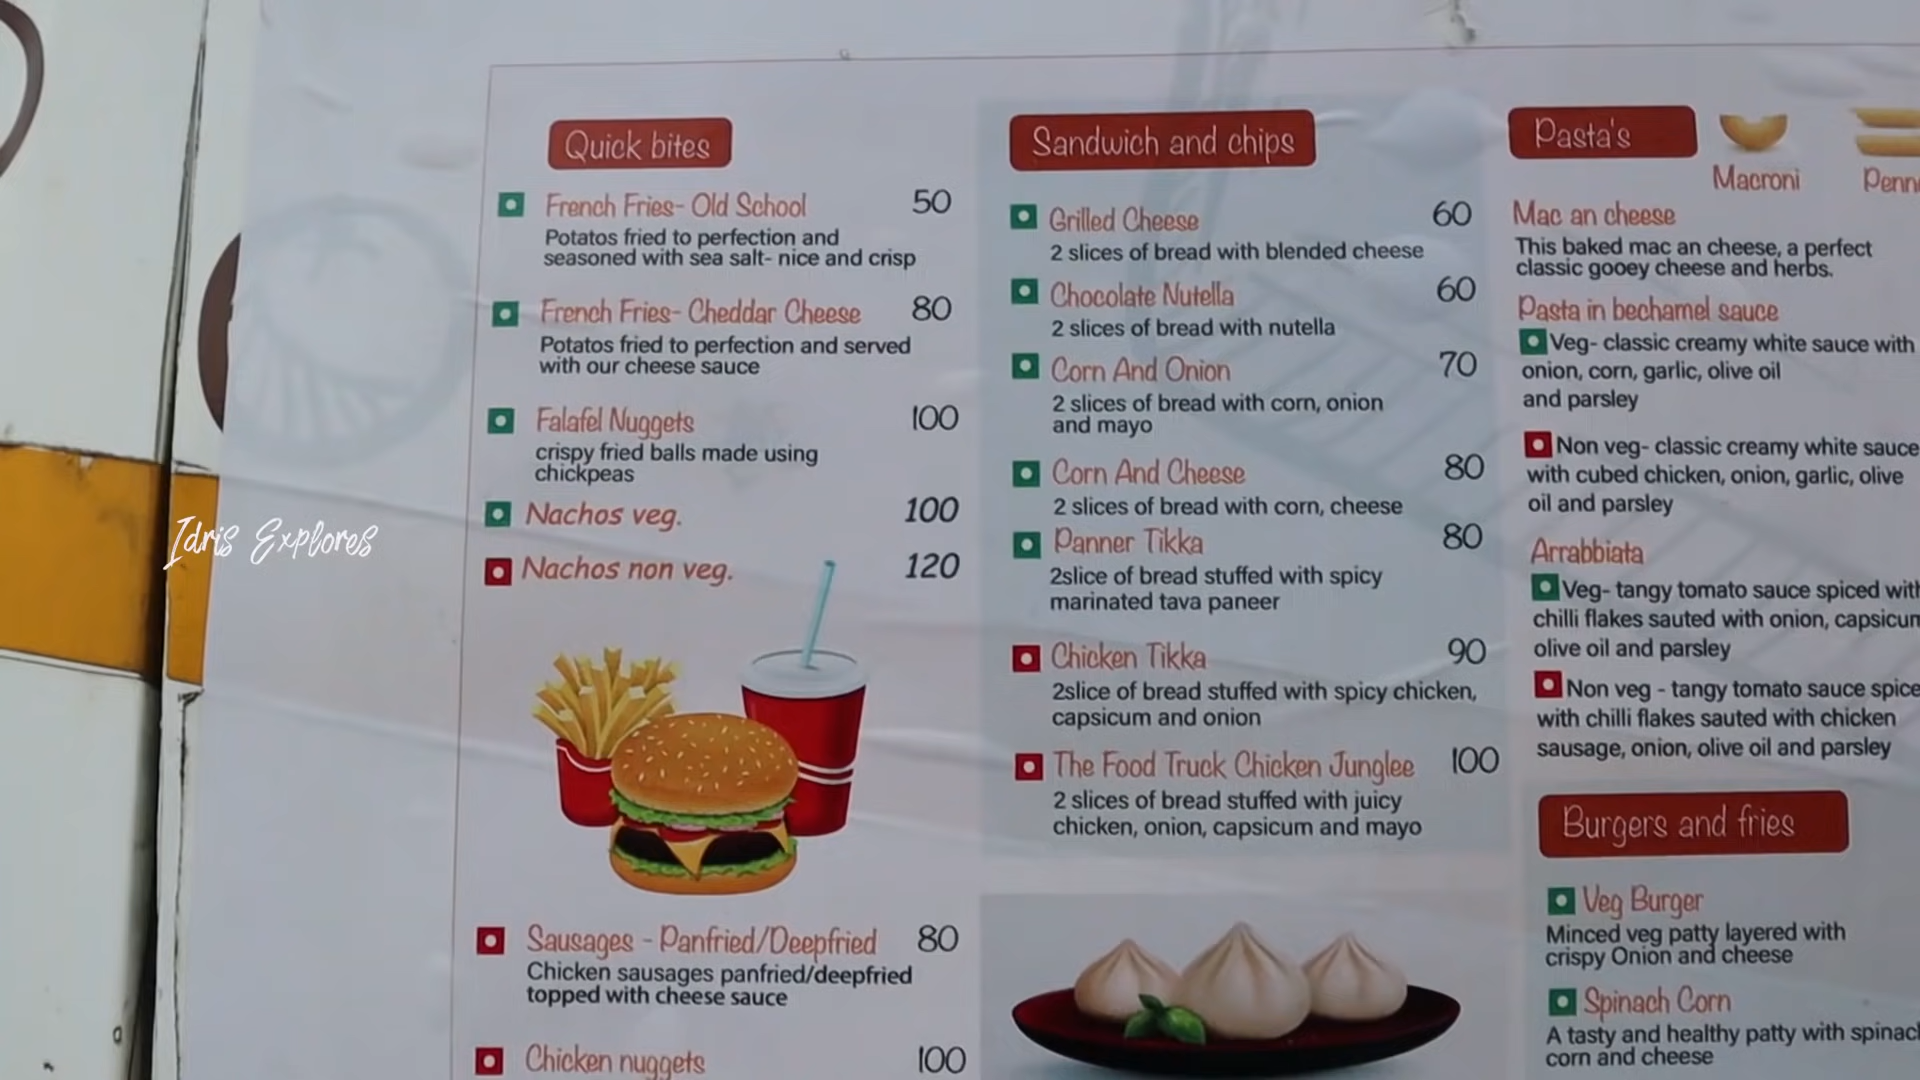 Quick bites
French Fries- Old School 50
Potatos fried to perfection and
seasoned with sea salt- nice and crisp
French Fries- Cheddar Cheese 80
Potatos fried to perfection and served
with our cheese sauce
Falafel Nuggets 100
crispy fried balls made using
chickpeas
Nachos veg. 100
Nachos non veg. 120
Sausages - Panfried/Deepfried 80
Chicken sausages panfried/deepfried
topped with cheese sauce
Chicken nuggets 100
Sandwich and chips
Grilled Cheese 60
2 slices of bread with blended cheese
Chocolate Nutella 60
2 slices of bread with nutella
Corn And Onion 70
2 slices of bread with corn, onion
and mayo
Corn And Cheese 80
2 slices of bread with corn, cheese
Panner Tikka 80
2slice of bread stuffed with spicy
marinated tava paneer
Chicken Tikka 90
2slice of bread stuffed with spicy chicken,
capsicum and onion
The Food Truck Chicken Junglee 100
2 slices of bread stuffed with juicy
chicken, onion, capsicum and mayo
Pasta's
Macroni
Mac an cheese
This baked mac an cheese, a perfect
classic gooey cheese and herbs.
Pasta in bechamel sauce
Veg- classic creamy white sauce with
onion, corn, garlic, olive oil
and parsley
Non veg- classic creamy white sauce
with cubed chicken, onion, garlic, olive
oil and parsley
Arrabbiata
Veg- tangy tomato sauce spiced with
chilli flakes sauted with onion,
olive oil and parsley
Non veg - tangy tomato sauce
with chilli flakes sauted with chicken
sausage, onion, olive oil and parsley
Burgers and fries
Veg Burger
Minced veg patty layered with
crispy Onion and cheese
Spinach Corn
A tasty and healthy patty with
corn and cheese
Idris Explores